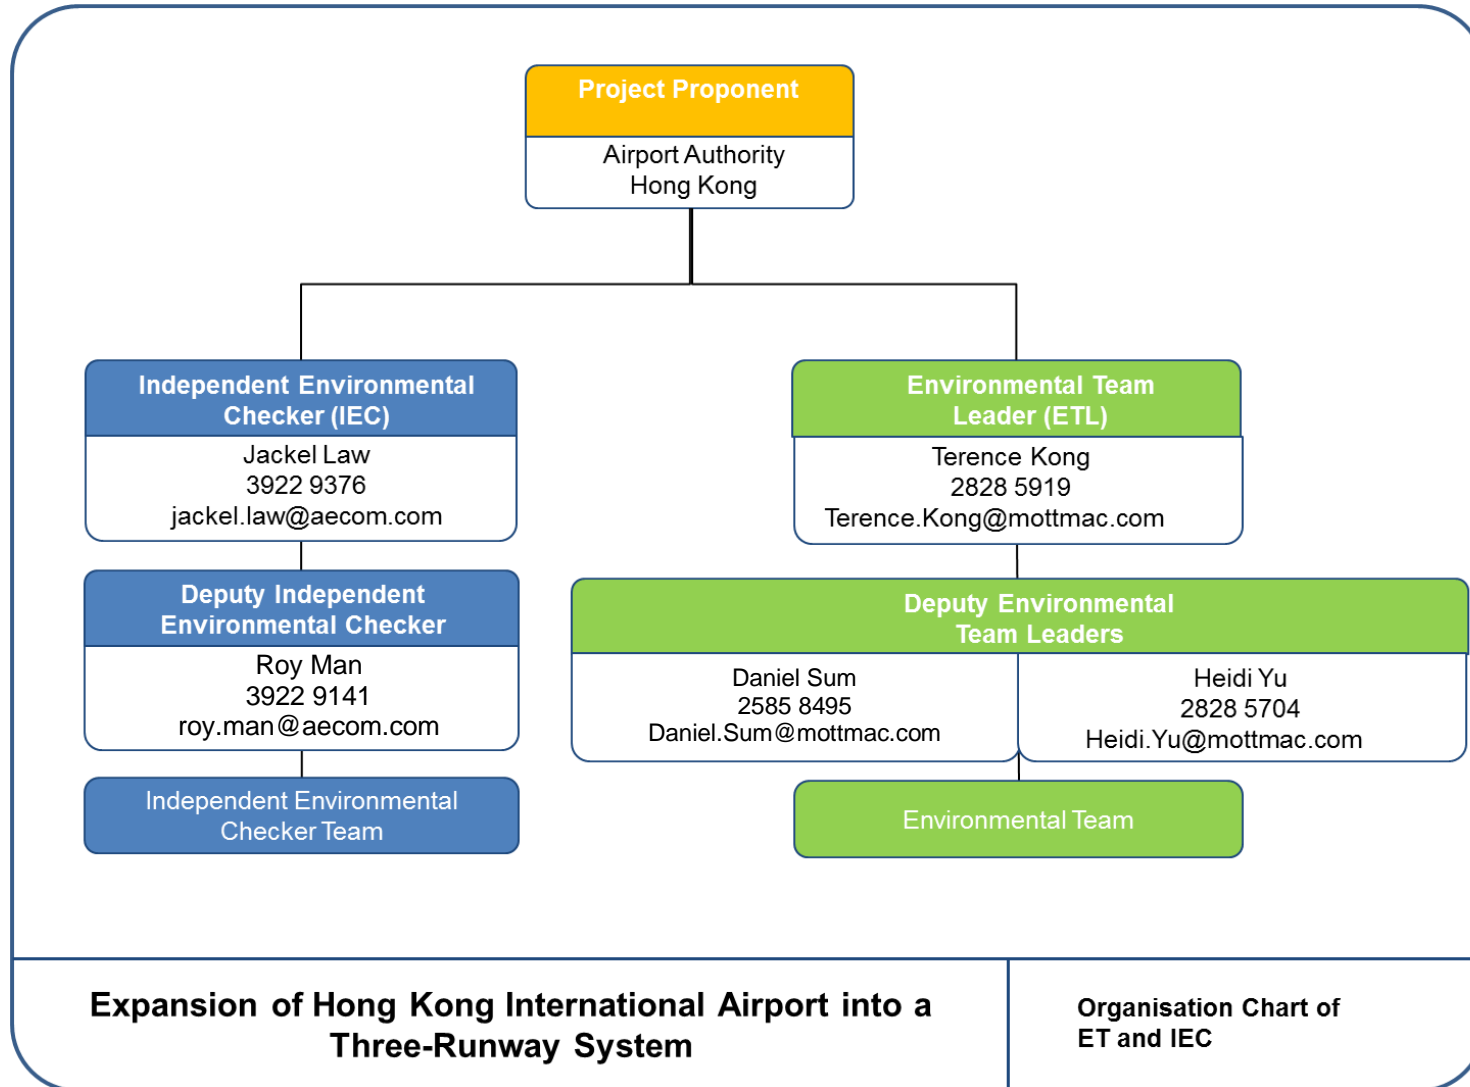 Project Proponent
Airport Authority
Hong Kong
Independent Environmental
Checker (IEC)
Jackel Law
3922 9376
jackel.law@aecom.com
Environmental Team
Leader (ETL)
Terence Kong
2828 5919
Terence.Kong@mottmac.com
Deputy Independent
Environmental Checker
Roy Man
3922 9141
roy.man@aecom.com
Deputy Environmental
Team Leaders
Daniel Sum
2585 8495
Daniel.Sum@mottmac.com
Heidi Yu
2828 5704
Heidi.Yu@mottmac.com
Independent Environmental
Checker Team
Environmental Team
Expansion of Hong Kong International Airport into a
Three-Runway System
Organisation Chart of
ET and IEC